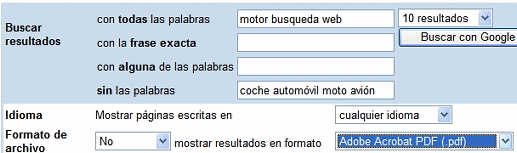 Buscar resultados
con todas las palabras motor busqueda web 10 resultados
con la frase exacta Buscar con Google
con alguna de las palabras
sin las palabras coche automóvil moto avión
Idioma Mostrar páginas escritas en cualquier idioma
Formato de archivo No mostrar resultados en formato Adobe Acrobat PDF (.pdf)